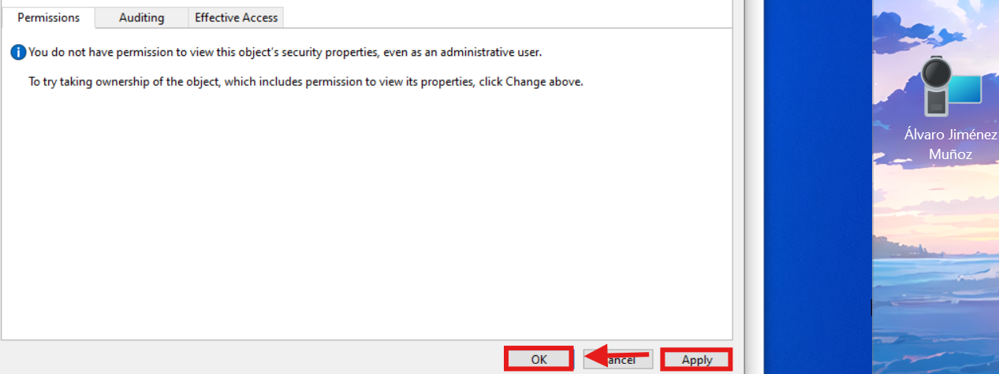 Permissions Auditing Effective Access
You do not have permission to view this object's security properties, even as an administrative user.
To try taking ownership of the object, which includes permission to view its properties, click Change above.
OK Cancel Apply
Álvaro Jiménez
Muñoz